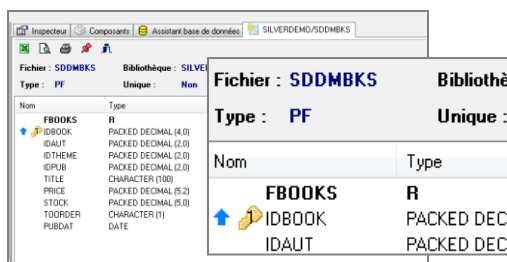 Inspecteur Composants Assistant base de données SILVERDEMO/SDDMBKS
Fichier : SDDMBKS Bibliothèque : SILVE
Type : PF Unique : Non
Nom Type
FBOOKS R
IDBOOK PACKED DECIMAL (4,0)
IDAUT PACKED DECIMAL (2,0)
IDTHEME PACKED DECIMAL (2,0)
IDPUB PACKED DECIMAL (2,0)
TITLE CHARACTER (100)
PRICE PACKED DECIMAL (5,2)
STOCK PACKED DECIMAL (5,0)
TOORDER CHARACTER (1)
PUBDAT DATE
Fichier : SDDMBKS Bibliothè
Type : PF Unique :
Nom Type
FBOOKS R
1 IDBOOK PACKED DEC
IDAUT PACKED DEC